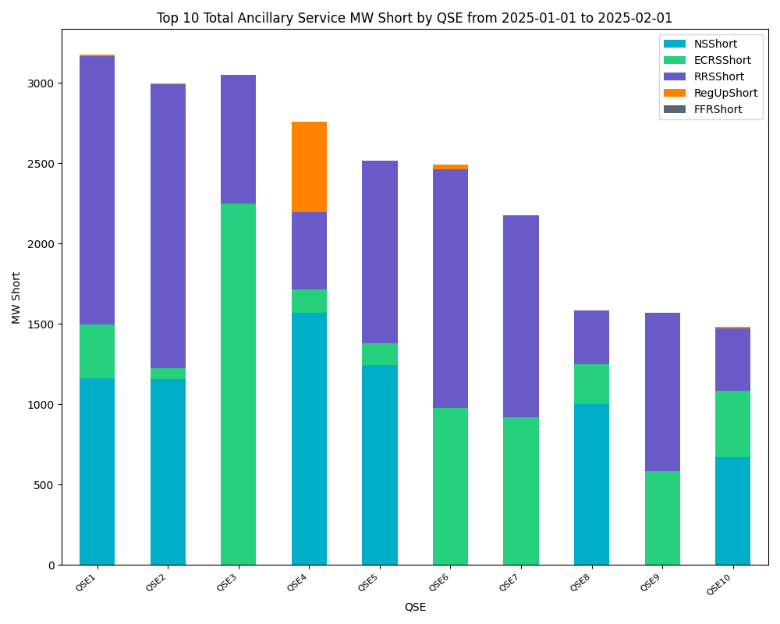 Top 10 Total Ancillary Service MW Short by QSE from 2025-01-01 to 2025-02-01
NSShort
ECRSShort
RRSShort
RegUpShort
FFRShort
MW Short
3000
2500
2000
1500
1000
500
0
QSE1 QSE2 QSE3 QSE4 QSE5 QSE6 QSE7 QSE8 QSE9 QSE10
QSE